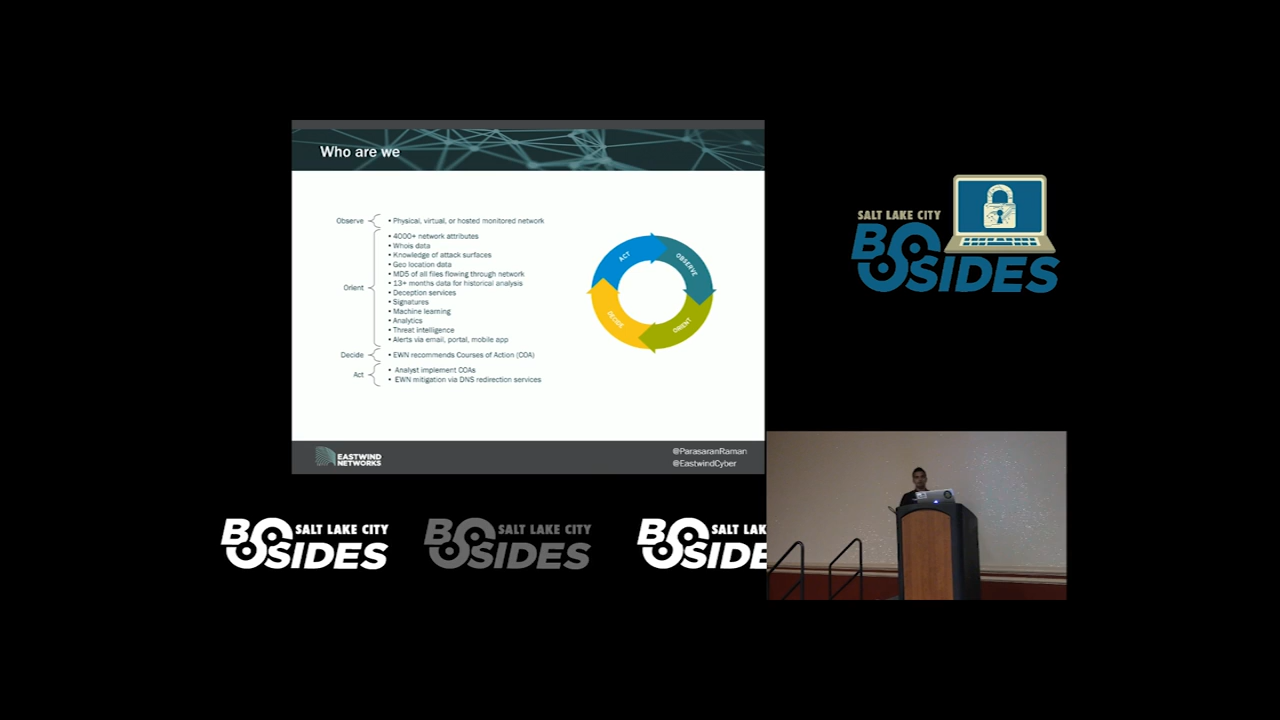 Who are we
Observe
• Physical, virtual, or hosted monitored network
Orient
• 4000+ network attributes
• Whois data
• Knowledge of attack surfaces
• Geo location data
• MD5 of all files flowing through network
• 13+ months data for historical analysis
• Deception services
• Signatures
• Machine learning
• Analytics
• Threat intelligence
• Alerts via email, portal, mobile app
Decide
• EWN recommends Courses of Action (COA)
Act
• Analyst implement COAs
• EWN mitigation via DNS redirection services
ACT
OBSERVE
DECIDE
ORIENT
EASTWIND
NETWORKS
@ParasaranRaman
@EastwindCyber
SALT LAKE CITY
BSIDES
SALT LAKE CITY
BSIDES
SALT LAKE CITY
BSIDES
SALT LAK
BSIDE